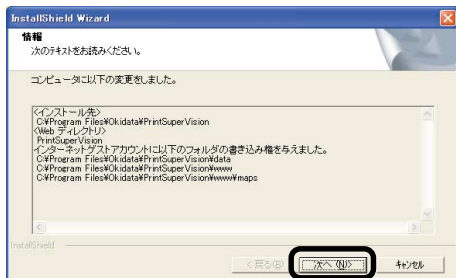 InstallShield Wizard
情報
次のテキストをお読みください。
コンピュータに以下の変更をしました。
<インストール先>
C:¥Program Files¥Okidata¥PrintSuperVision
<Web ディレクトリ>
PrintSuperVision
インターネットゲストアカウントに以下のフォルダの書き込み権を与えました。
C:¥Program Files¥Okidata¥PrintSuperVision¥data
C:¥Program Files¥Okidata¥PrintSuperVision¥www
C:¥Program Files¥Okidata¥PrintSuperVision¥www¥maps
InstallShield
< 戻る(B) 次へ(N)> キャンセル